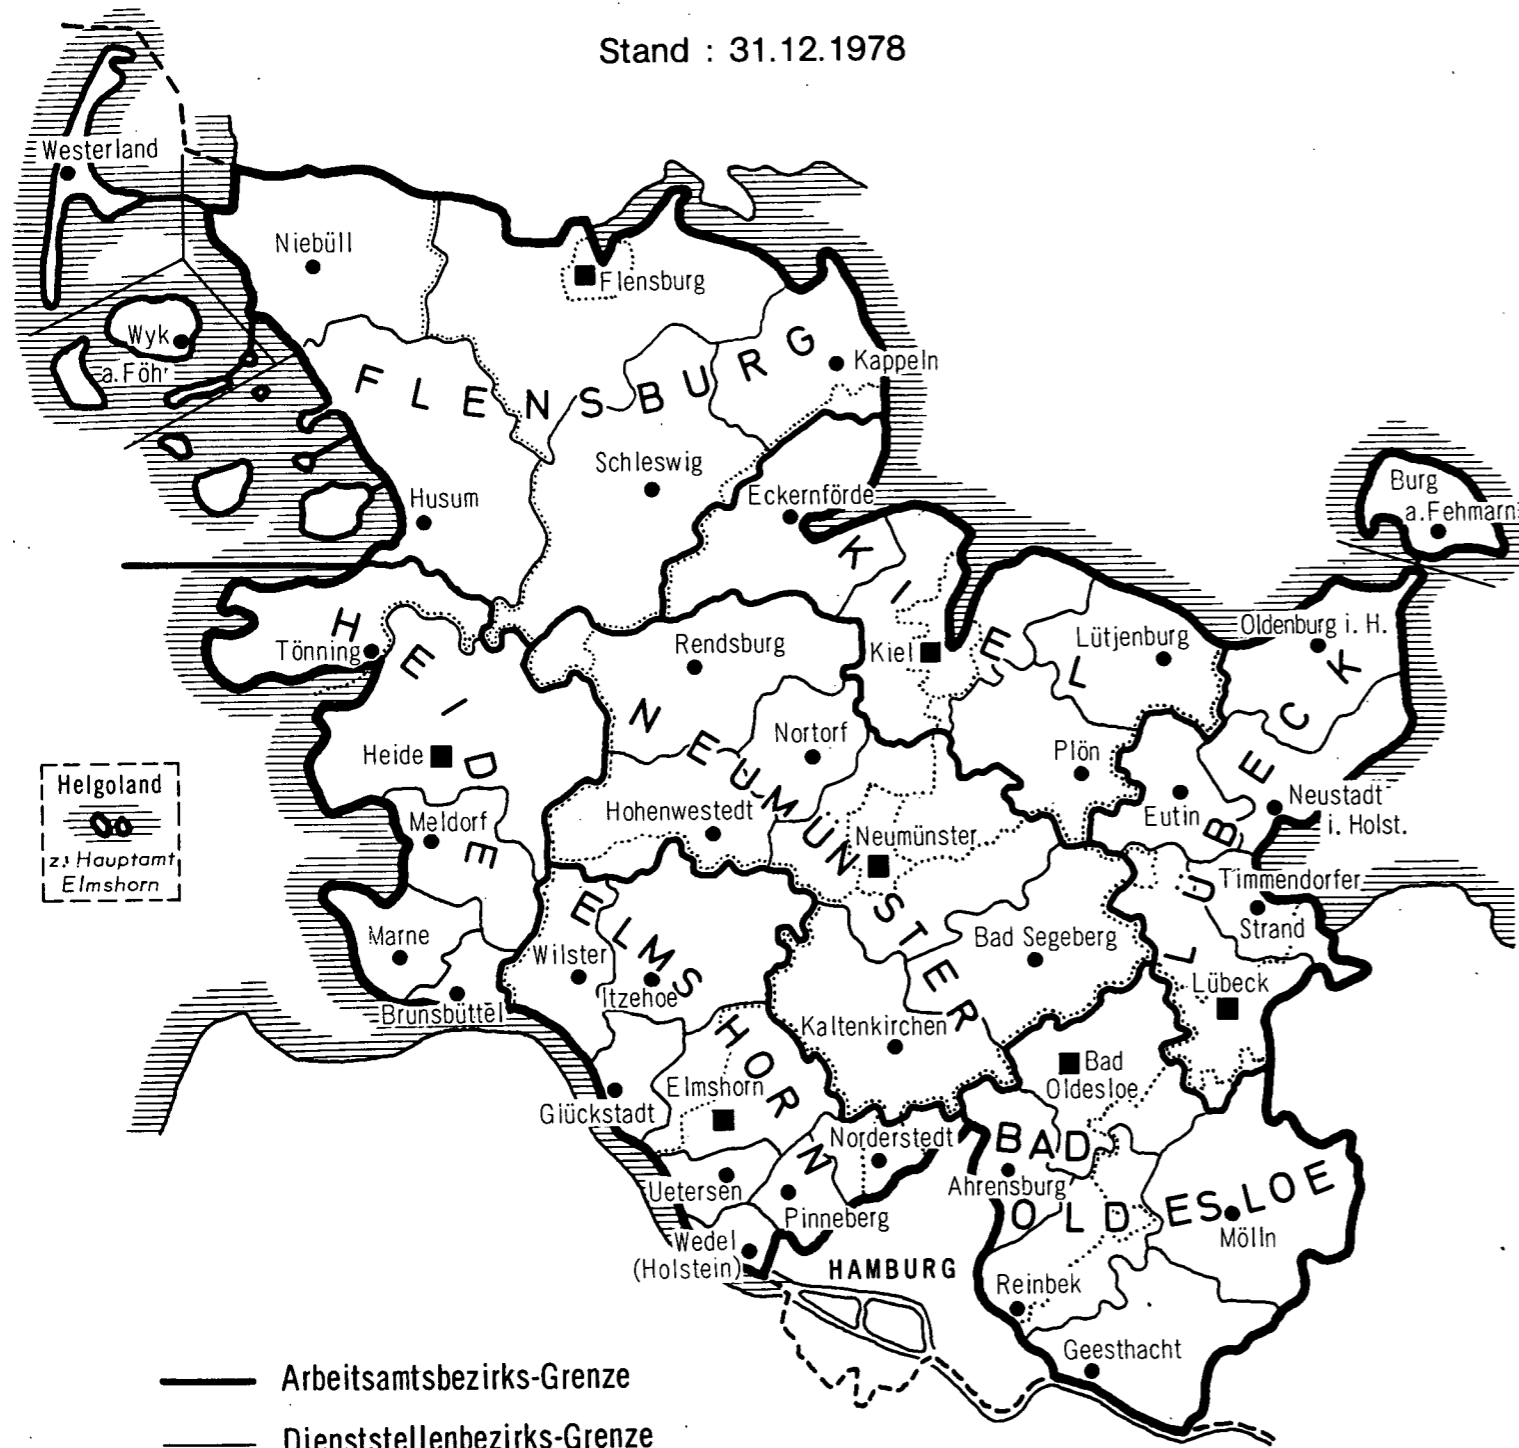 Stand : 31.12.1978
Westerland
Niebüll
Flensburg
Wyk
a.Föhr
FLENSBURG
Kappeln
Schleswig
Husum
Eckernförde
Burg
a.Fehmarn
KIEL
HEIDE
Tönning
Rendsburg
Kiel
Lütjenburg
Oldenburg i. H.
NEUMÜNSTER
Nortorf
Heide
Plön
LÜBECK
Helgoland
z. Hauptamt
Elmshorn
Meldorf
Hohenwestedt
Neumünster
Eutin
Neustadt
i. Holst.
Timmendorfer
Strand
ELMSHORN
Marne
Wilster
Itzehoe
Bad Segeberg
Lübeck
Brunsbüttel
Kaltenkirchen
Elmshorn
Glückstadt
Bad
Oldesloe
Norderstedt
BAD
OLDESLOE
Ahrensburg
Uetersen
Pinneberg
Mölln
Wedel
(Holstein)
HAMBURG
Reinbek
Geesthacht
Arbeitsamtsbezirks-Grenze
Dienststellenbezirks-Grenze